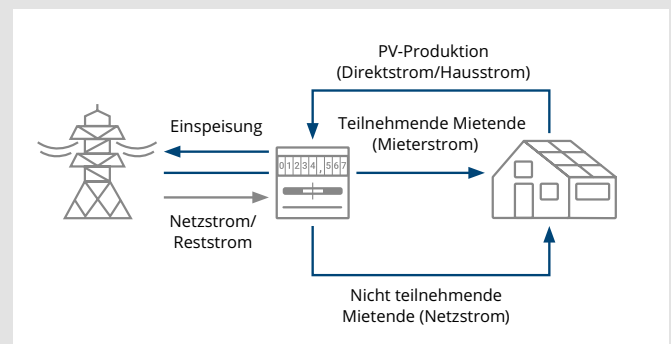 PV-Produktion
(Direktstrom/Hausstrom)
Einspeisung
Teilnehmende Mietende
(Mieterstrom)
01234,567
Netzstrom/
Reststrom
Nicht teilnehmende
Mietende (Netzstrom)